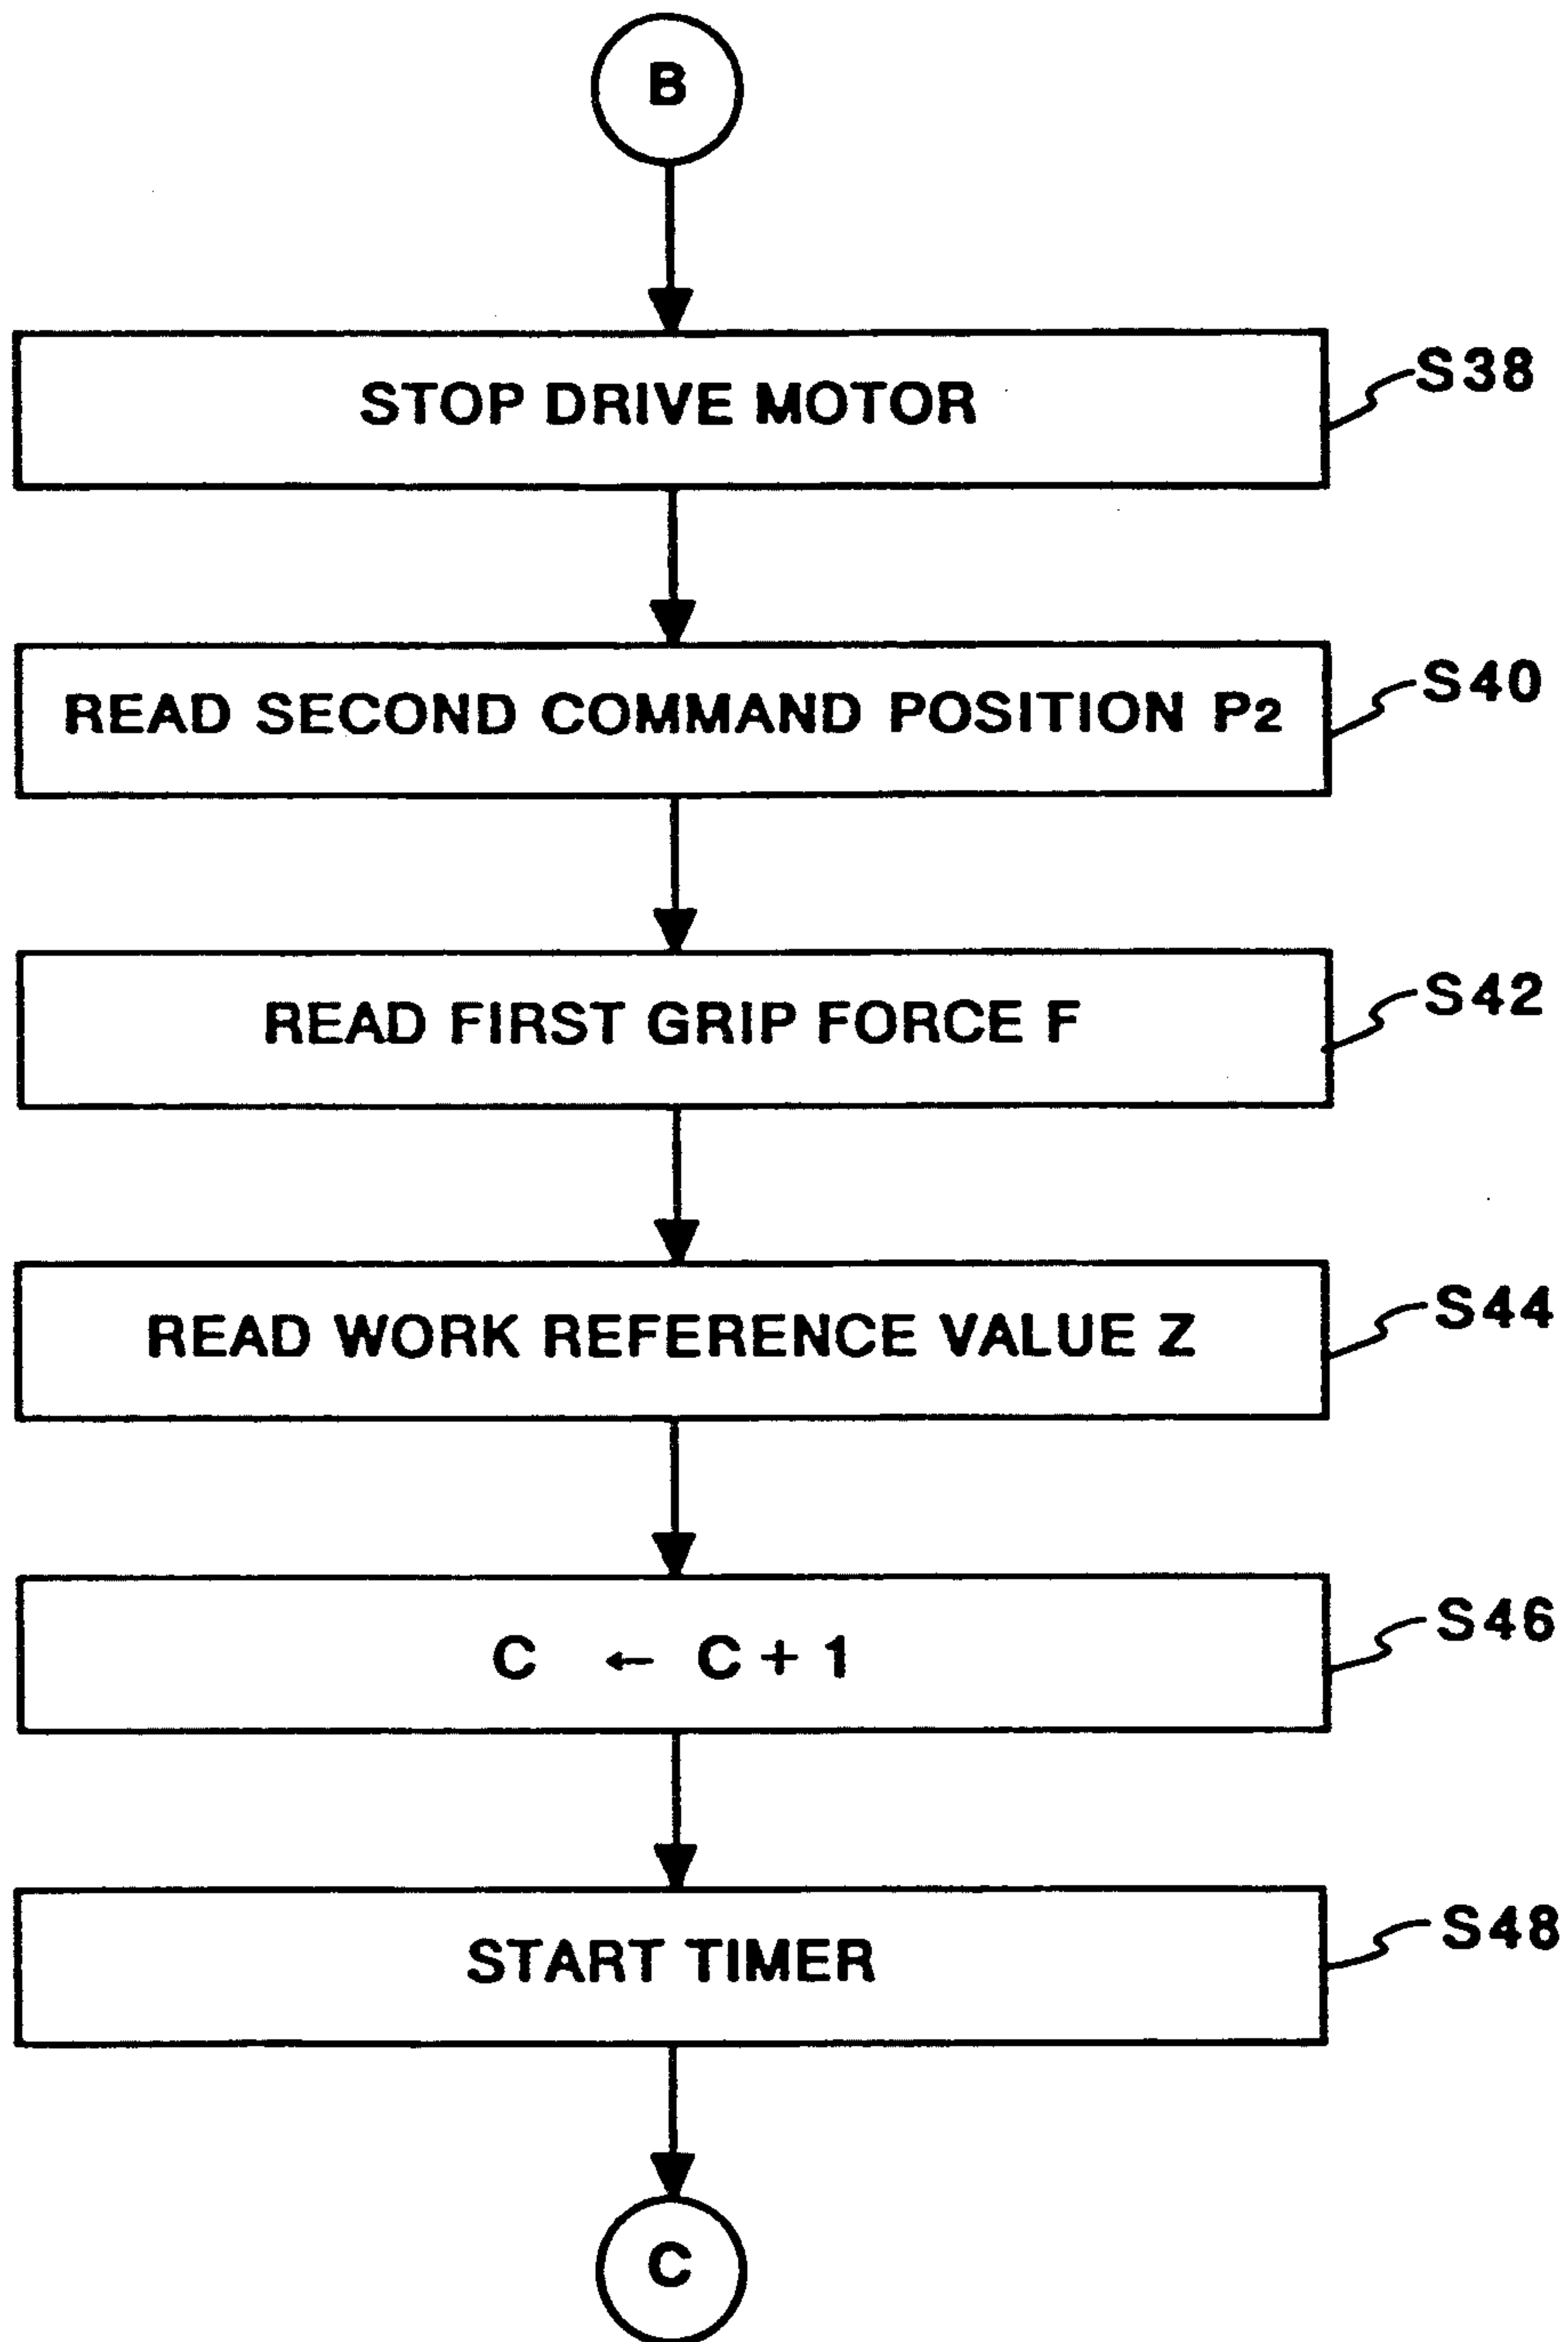 B
STOP DRIVE MOTOR
S38
READ SECOND COMMAND POSITION P2
S40
READ FIRST GRIP FORCE F
S42
READ WORK REFERENCE VALUE Z
S44
C ← C + 1
S46
START TIMER
S48
C